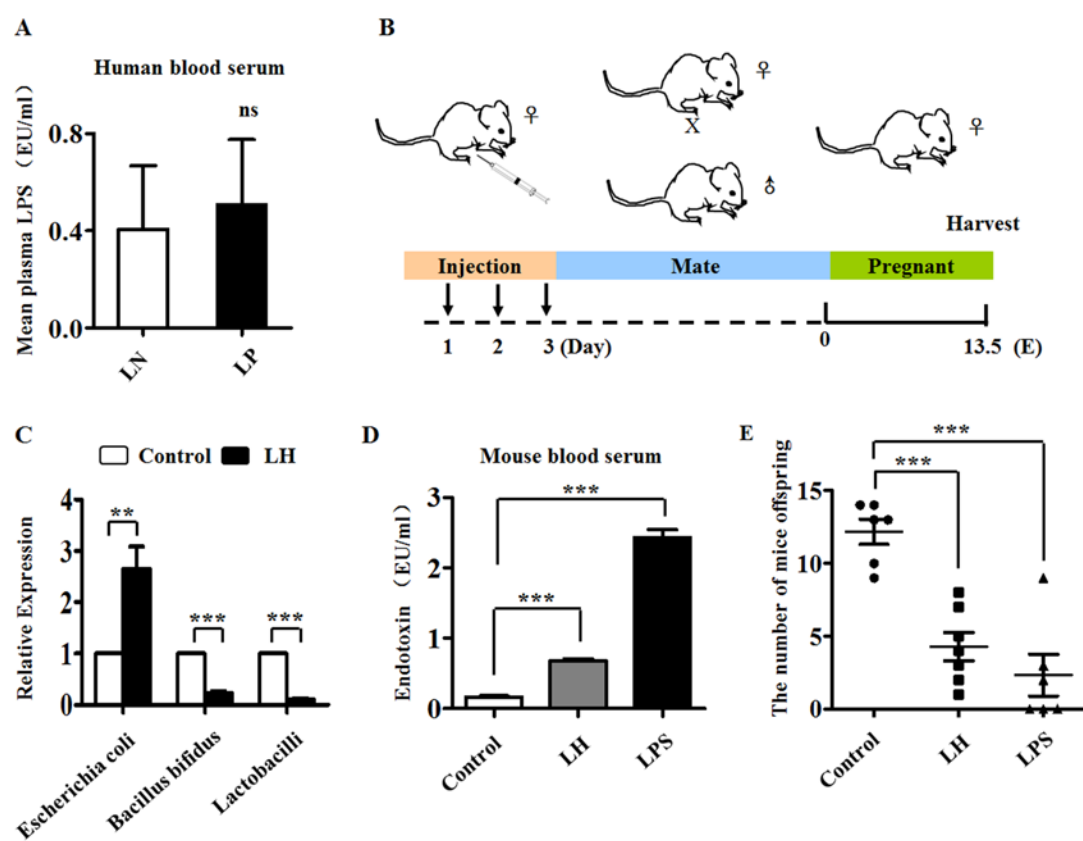 A
Human blood serum
ns
Mean plasma LPS (EU/ml)
0.8
0.4
0.0
LN
LP
B
♀
♀
X
♂
♀
Harvest
Injection
Mate
Pregnant
1
2
3 (Day)
0
13.5 (E)
C
Control
LH
Relative Expression
4
3
2
1
0
**
***
***
Escherichia coli
Bacillus bifidus
Lactobacilli
D
Mouse blood serum
***
***
Endotoxin (EU/ml)
3
2
1
0
Control
LH
LPS
E
***
***
The number of mice offspring
15
10
5
0
Control
LH
LPS